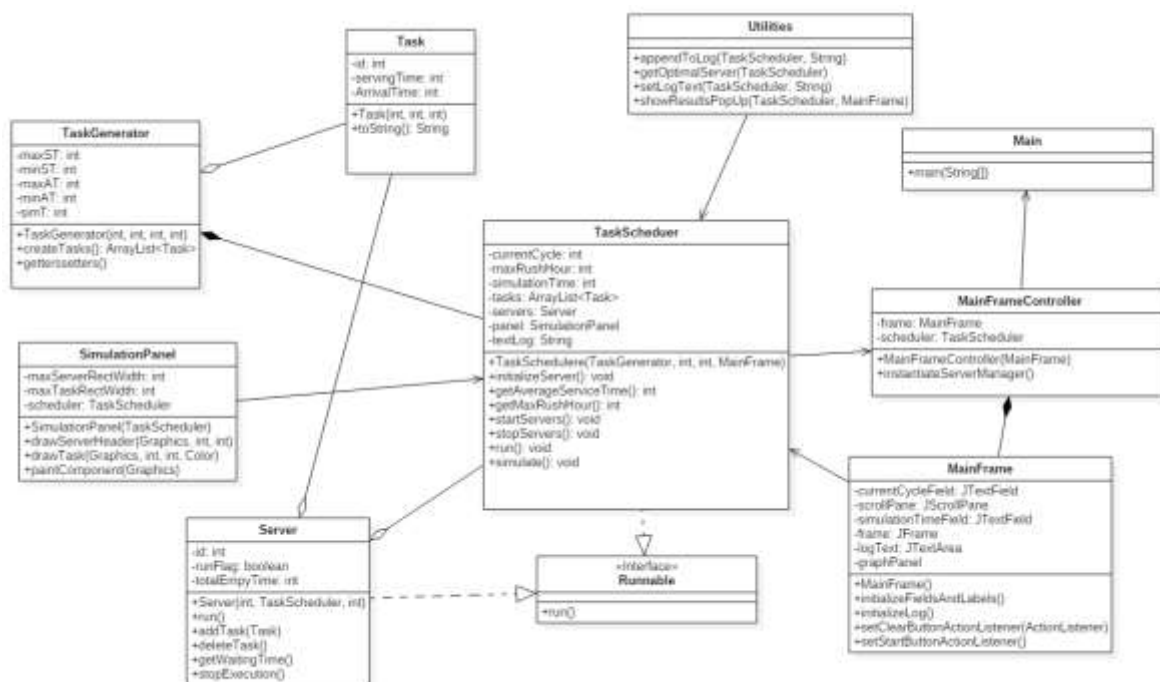 Task
-id: int
-servingTime: int
-ArrivalTime: int
+Task(int, int, int)
+toString(): String
Utilities
+appendToLog(TaskScheduler, String)
+getOptimalServer(TaskScheduler)
+setLogText(TaskScheduler, String)
+showResultsPopUp(TaskScheduler, MainFrame)
TaskGenerator
-maxST: int
-minST: int
-maxAT: int
-minAT: int
-simT: int
+TaskGenerator(int, int, int, int)
+createTasks(): ArrayList<Task>
+getterssetters()
Main
+main(String[])
TaskScheduer
-currentCycle: int
-maxRushHour: int
-simulationTime: int
-tasks: ArrayList<Task>
-servers: Server
-panel: SimulationPanel
-textLog: String
+TaskSchedulere(TaskGenerator, int, int, MainFrame)
+initializeServer(): void
+getAverageServiceTime(): int
+getMaxRushHour(): int
+startServers(): void
+stopServers(): void
+run(): void
+simulate(): void
MainFrameController
-frame: MainFrame
-scheduler: TaskScheduler
+MainFrameController(MainFrame)
+instantiateServerManager()
SimulationPanel
-maxServerRectWidth: int
-maxTaskRectWidth: int
-scheduler: TaskScheduler
+SimulationPanel(TaskScheduler)
+drawServerHeader(Graphics, int, int)
+drawTask(Graphics, int, int, Color)
+paintComponent(Graphics)
MainFrame
-currentCycleField: JTextField
-scrollPane: JScrollPane
-simulationTimeField: JTextField
-frame: JFrame
-logText: JTextArea
-graphPanel
+MainFrame()
+initializeFieldsAndLabels()
+initializeLog()
+setClearButtonActionListener(ActionListener)
+setStartButtonActionListener()
Server
-id: int
-runFlag: boolean
-totalEmpyTime: int
+Server(int, TaskScheduler, int)
+run()
+addTask(Task)
+deleteTask()
+getWaitingTime()
+stopExecution()
«interface»
Runnable
+run()